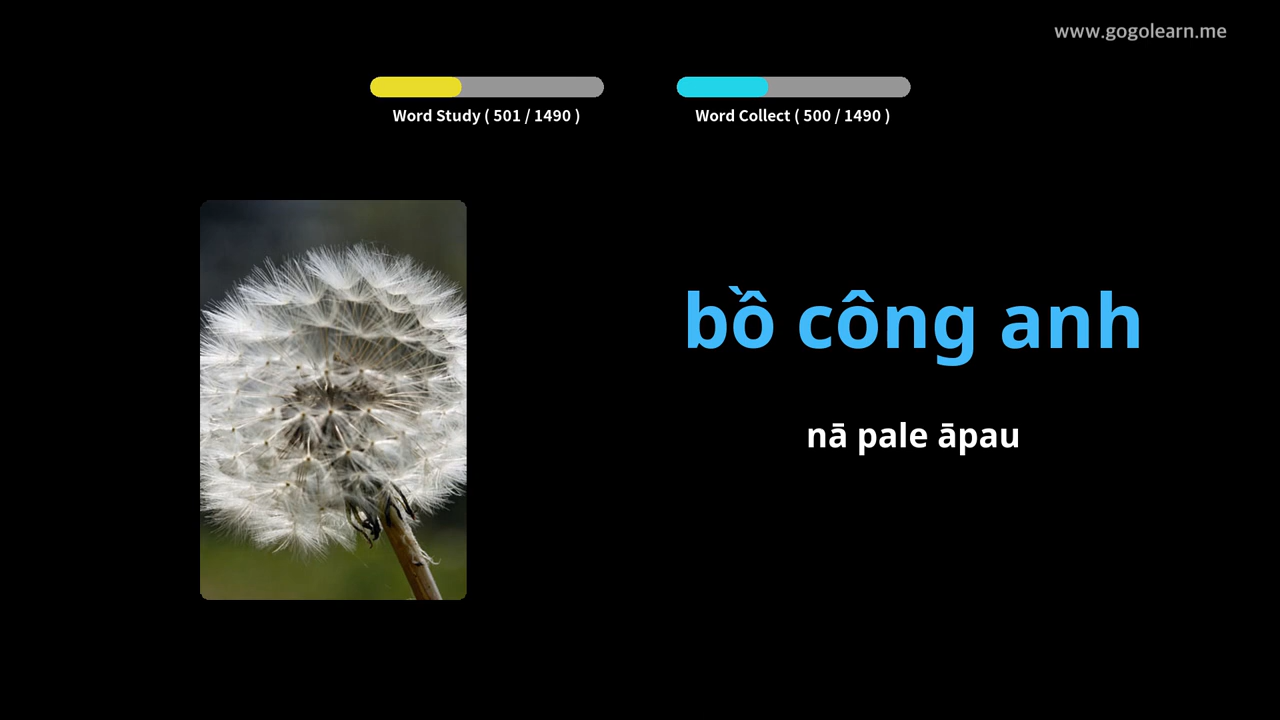 www.gogolearn.me
Word Study ( 501 / 1490 )
Word Collect ( 500 / 1490 )
bồ công anh
nā pale āpau